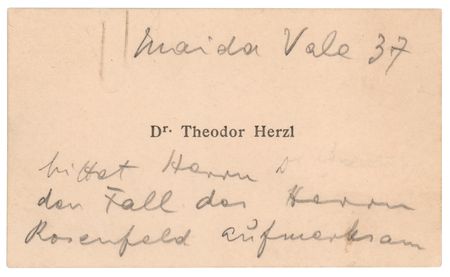 Maida Vale 37
Dr. Theodor Herzl
bittet Herrn
den Fall des Herrn
Rosenfeld aufmerksam